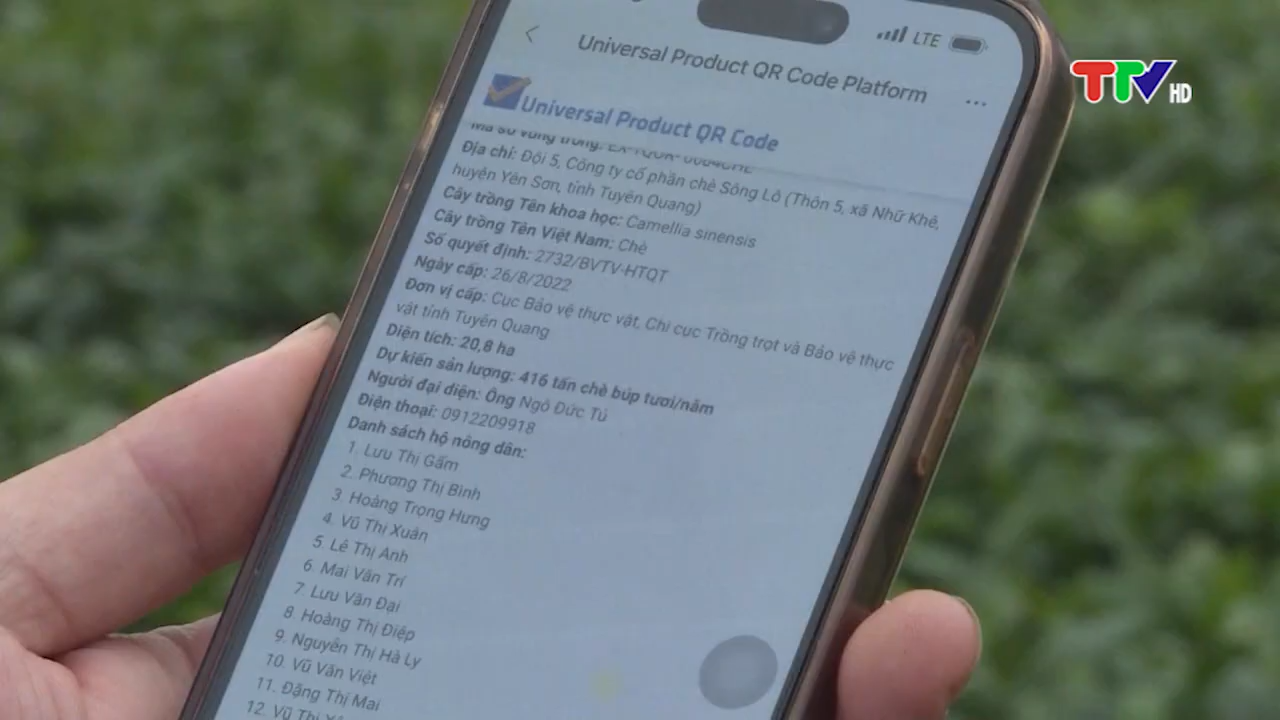 LTE
Universal Product QR Code Platform
TTV HD
Universal Product QR Code
Mã số vùng trồng:
Địa chỉ: Đội 5, Công ty cổ phần chè Sông Lô (Thôn 5, xã Nhữ Khê,
huyện Yên Sơn, tỉnh Tuyên Quang)
Cây trồng Tên khoa học: Camellia sinensis
Cây trồng Tên Việt Nam: Chè
Số quyết định: 2732/BVTV-HTQT
Ngày cấp: 26/8/2022
Đơn vị cấp: Cục Bảo vệ thực vật, Chi cục Trồng trọt và Bảo vệ thực
vật tỉnh Tuyên Quang
Diện tích: 20,8 ha
Dự kiến sản lượng: 416 tấn chè búp tươi/năm
Người đại diện: Ông Ngô Đức Tú
Điện thoại: 0912209918
Danh sách hộ nông dân:
1. Lưu Thị Gấm
2. Phương Thị Bình
3. Hoàng Trọng Hưng
4. Vũ Thị Xuân
5. Lê Thị Anh
6. Mai Văn Trí
7. Lưu Văn Đại
8. Hoàng Thị Điệp
9. Nguyễn Thị Hà Ly
10. Vũ Văn Việt
11. Đặng Thị Mai
12. Vũ Thị